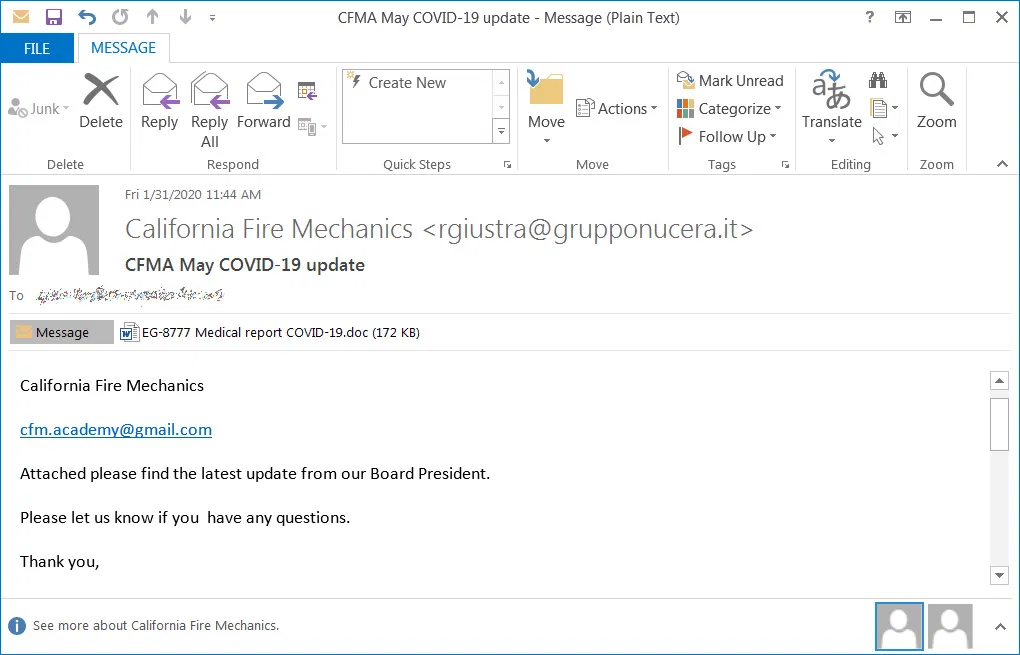 CFMA May COVID-19 update - Message (Plain Text)
?
FILE
MESSAGE
Junk
Delete
Reply
Reply All
Forward
Create New
Move
Actions
Mark Unread
Categorize
Follow Up
Translate
Zoom
Delete
Respond
Quick Steps
Move
Tags
Editing
Zoom
Fri 1/31/2020 11:44 AM
California Fire Mechanics <rgiustra@grupponucera.it>
CFMA May COVID-19 update
To
Message
EG-8777 Medical report COVID-19.doc (172 KB)
California Fire Mechanics
cfm.academy@gmail.com
Attached please find the latest update from our Board President.
Please let us know if you  have any questions.
Thank you,
See more about California Fire Mechanics.